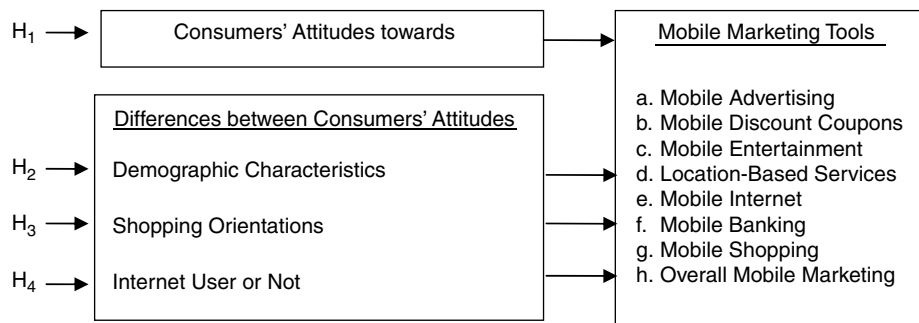 H1
Consumers' Attitudes towards
Mobile Marketing Tools
a. Mobile Advertising
b. Mobile Discount Coupons
c. Mobile Entertainment
d. Location-Based Services
e. Mobile Internet
f. Mobile Banking
g. Mobile Shopping
h. Overall Mobile Marketing
Differences between Consumers' Attitudes
H2 Demographic Characteristics
H3 Shopping Orientations
H4 Internet User or Not